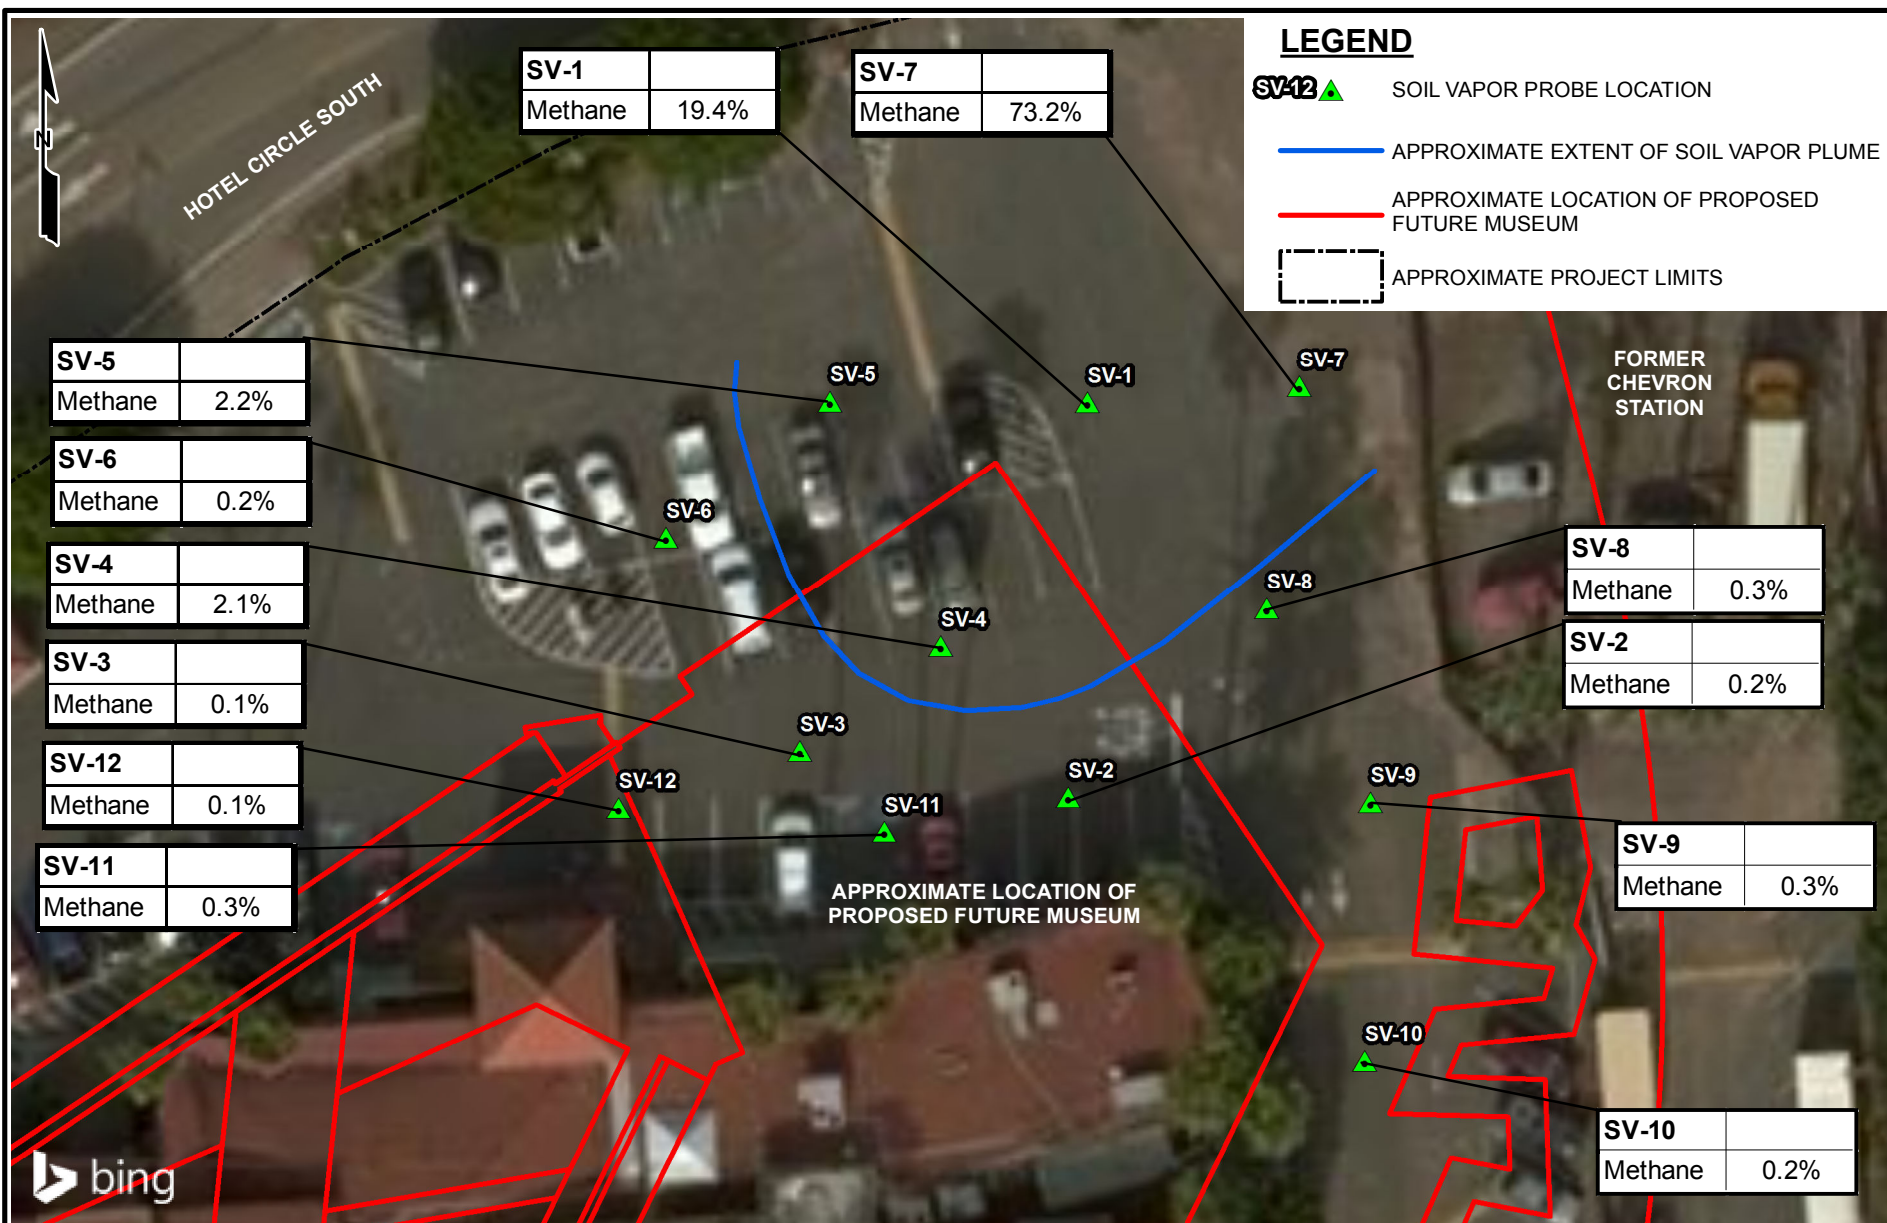 LEGEND
SV-12
SOIL VAPOR PROBE LOCATION
APPROXIMATE EXTENT OF SOIL VAPOR PLUME
APPROXIMATE LOCATION OF PROPOSED
FUTURE MUSEUM
APPROXIMATE PROJECT LIMITS
N
HOTEL CIRCLE SOUTH
SV-1
Methane 19.4%
SV-7
Methane 73.2%
SV-5
Methane 2.2%
SV-6
Methane 0.2%
SV-4
Methane 2.1%
SV-3
Methane 0.1%
SV-12
Methane 0.1%
SV-11
Methane 0.3%
SV-8
Methane 0.3%
SV-2
Methane 0.2%
SV-9
Methane 0.3%
SV-10
Methane 0.2%
SV-5
SV-1
SV-7
FORMER
CHEVRON
STATION
SV-6
SV-8
SV-4
SV-3
SV-12
SV-2
SV-9
SV-11
APPROXIMATE LOCATION OF
PROPOSED FUTURE MUSEUM
SV-10
bing